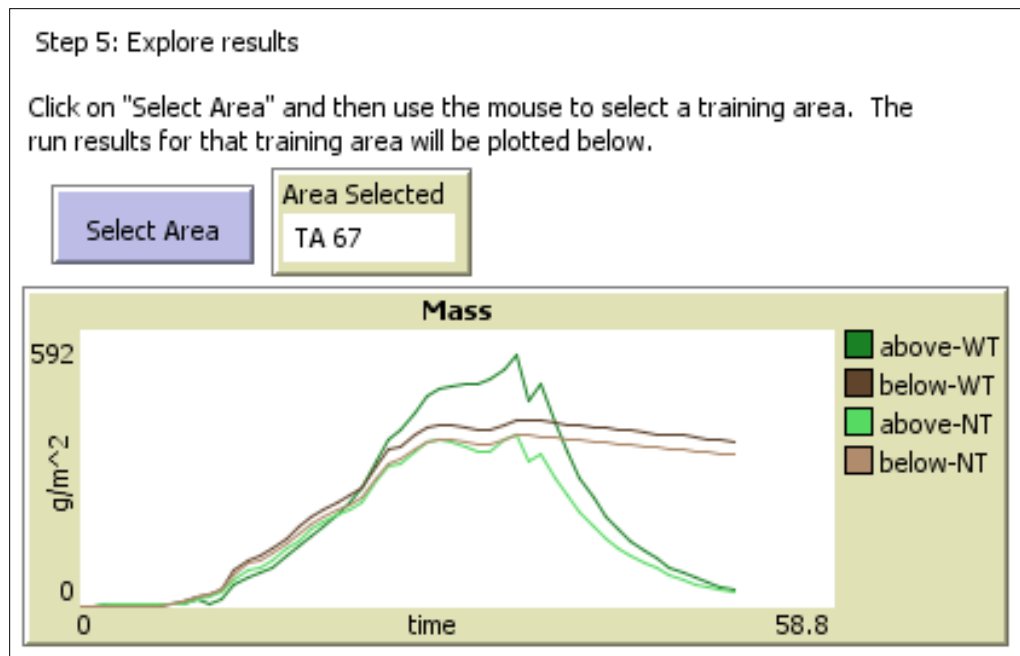 Step 5: Explore results
Click on "Select Area" and then use the mouse to select a training area. The
run results for that training area will be plotted below.
Select Area
Area Selected
TA 67
Mass
592
g/m^2
0
0
time
58.8
above-WT
below-WT
above-NT
below-NT